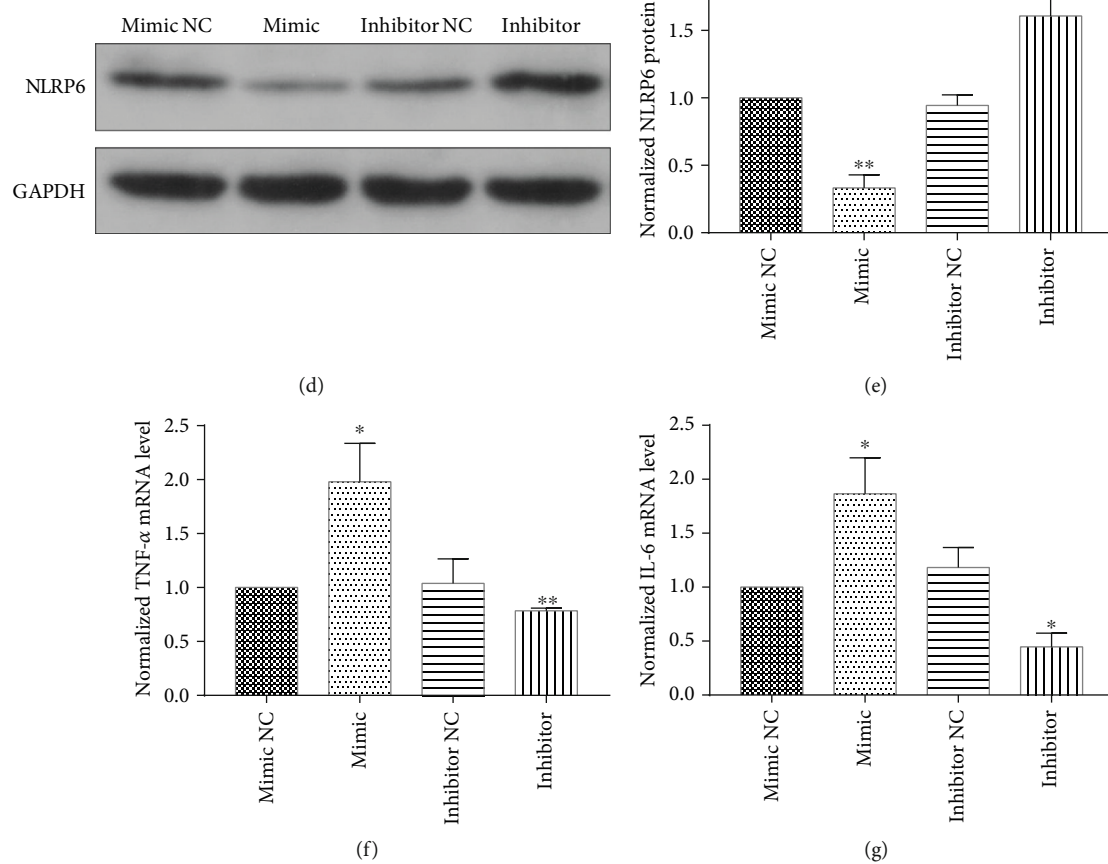 Mimic NC Mimic Inhibitor NC Inhibitor
NLRP6
GAPDH
(d)
Normalized NLRP6 protein
1.5
1.0
0.5
0.0
**
Mimic NC
Mimic
Inhibitor NC
Inhibitor
(e)
Normalized TNF-α mRNA level
2.5
2.0
1.5
1.0
0.5
0.0
*
**
Mimic NC
Mimic
Inhibitor NC
Inhibitor
(f)
Normalized IL-6 mRNA level
2.5
2.0
1.5
1.0
0.5
0.0
*
*
Mimic NC
Mimic
Inhibitor NC
Inhibitor
(g)